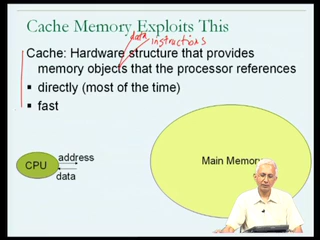 Cache Memory Exploits This
data instructions
Cache: Hardware structure that provides
memory objects that the processor references
▪ directly (most of the time)
▪ fast
address
CPU
data
Main Memory